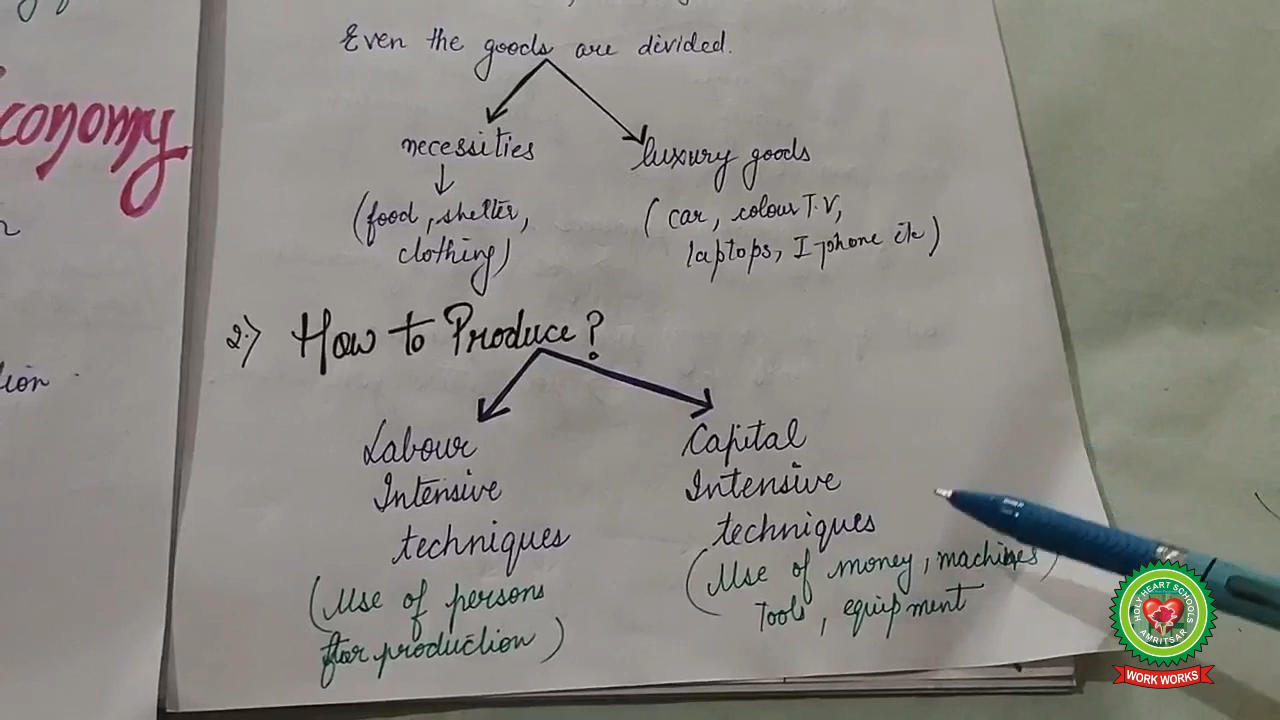 Even the goods are divided.
necessities
luxury goods
(food, shelter,
clothing)
(car, colour T.V,
laptops, I-phone etc)
conomy
2.) How to Produce?
tion
Labour
Intensive
techniques
(Use of persons
for production)
Capital
Intensive
techniques
(Use of money, machines)
Tools, equipment
HOLY HEART SCHOOLS
AMRITSAR
WORK WORKS